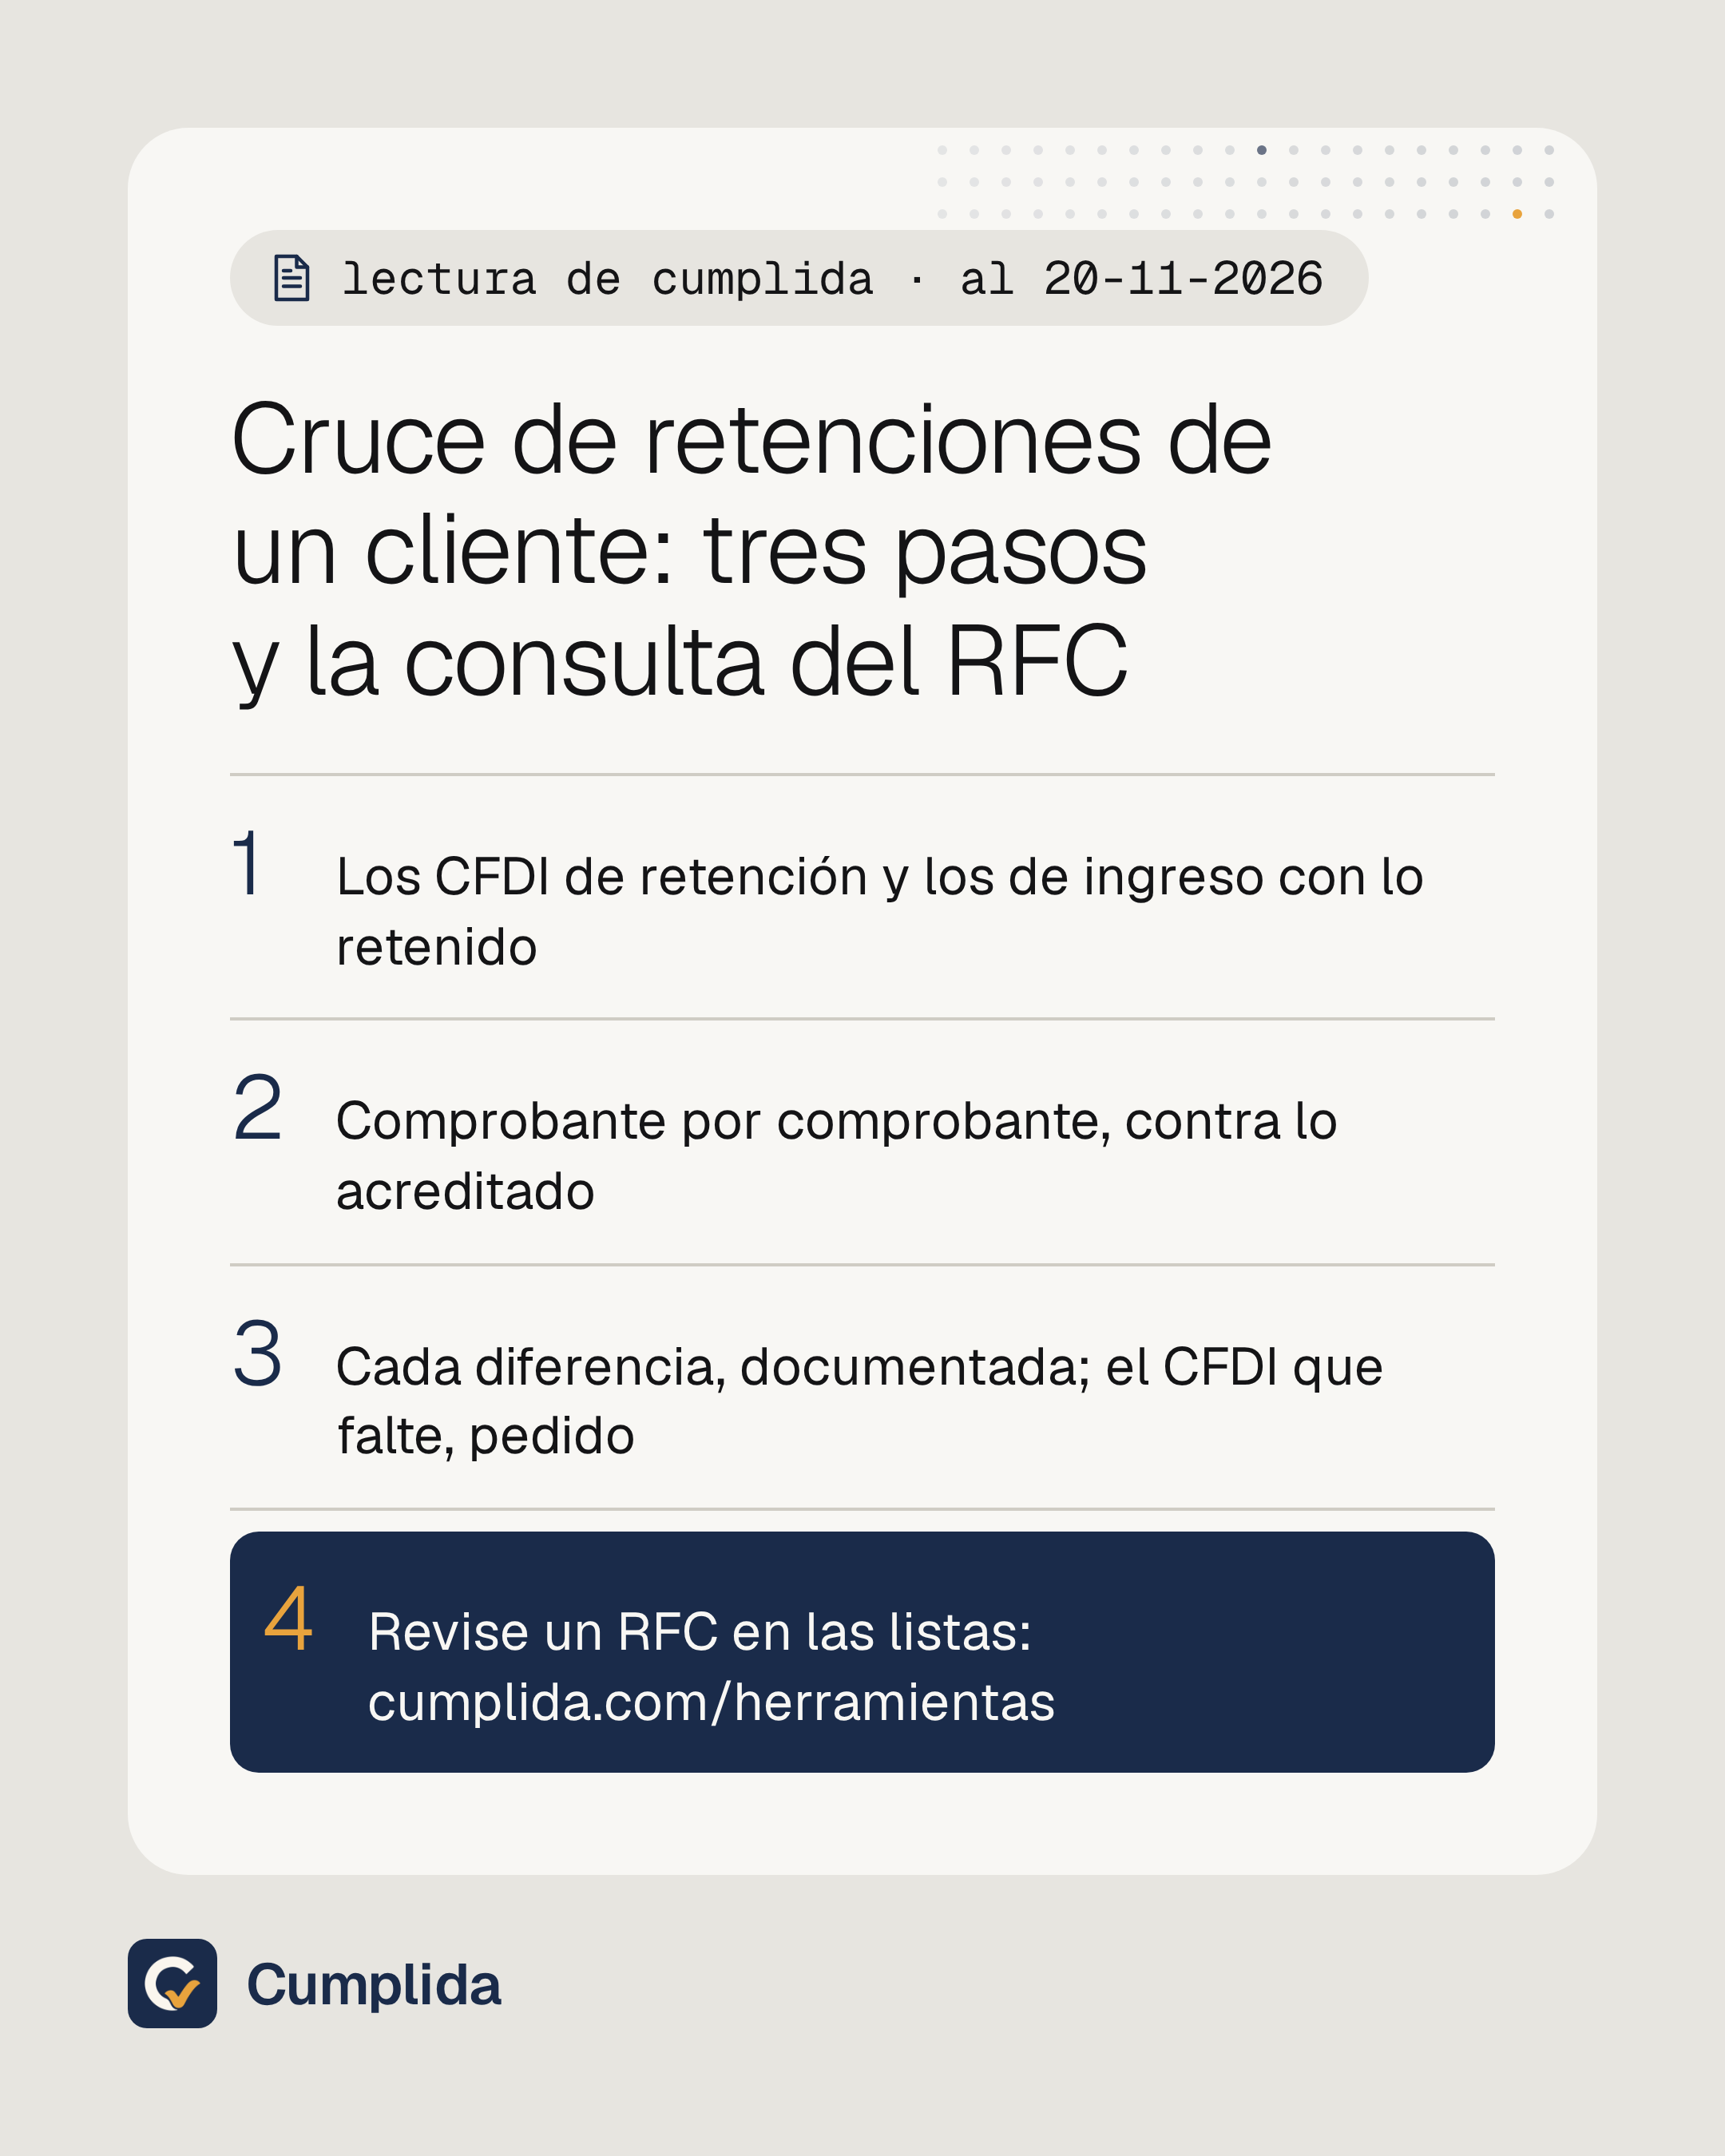 lectura de cumplida · al 20-11-2026
Cruce de retenciones de
un cliente: tres pasos
y la consulta del RFC
1
Los CFDI de retención y los de ingreso con lo
retenido
2
Comprobante por comprobante, contra lo
acreditado
3
Cada diferencia, documentada; el CFDI que
falte, pedido
4
Revise un RFC en las listas:
cumplida.com/herramientas
Cumplida